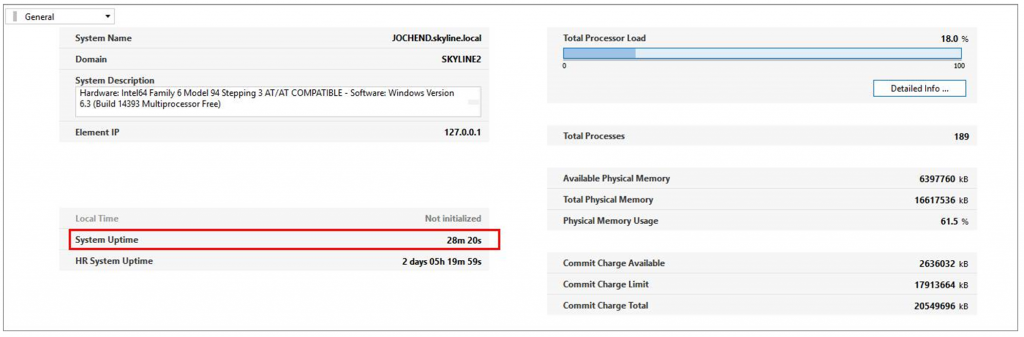 General
System Name JOCHEND.skyline.local
Domain SKYLINE2
System Description
Hardware: Intel64 Family 6 Model 94 Stepping 3 AT/AT COMPATIBLE - Software: Windows Version
6.3 (Build 14393 Multiprocessor Free)
Element IP 127.0.0.1
Local Time Not initialized
System Uptime 28m 20s
HR System Uptime 2 days 05h 19m 59s
Total Processor Load 18.0 %
0 100
Detailed Info ...
Total Processes 189
Available Physical Memory 6397760 kB
Total Physical Memory 16617536 kB
Physical Memory Usage 61.5 %
Commit Charge Available 2636032 kB
Commit Charge Limit 17913664 kB
Commit Charge Total 20549696 kB